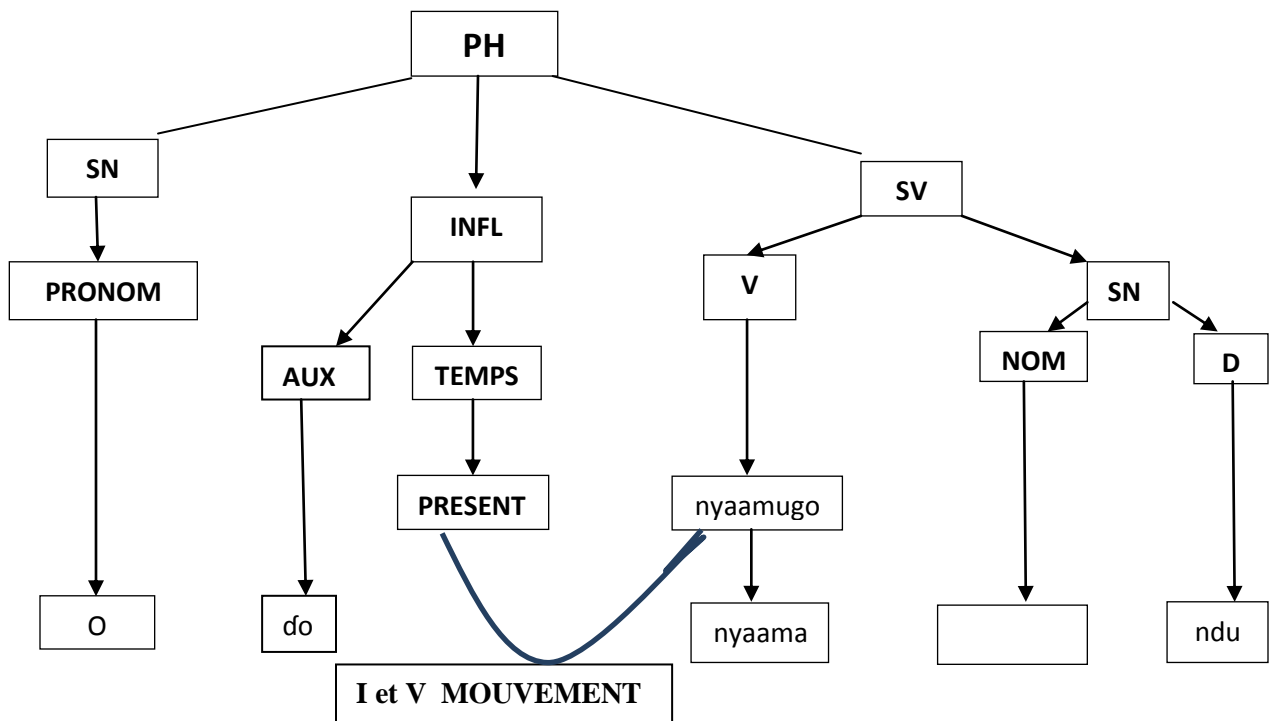 PH
SN
SV
INFL
V
SN
PRONOM
NOM
D
AUX
TEMPS
PRESENT
nyaamugo
O
ɗo
nyaama
ndu
I et V MOUVEMENT